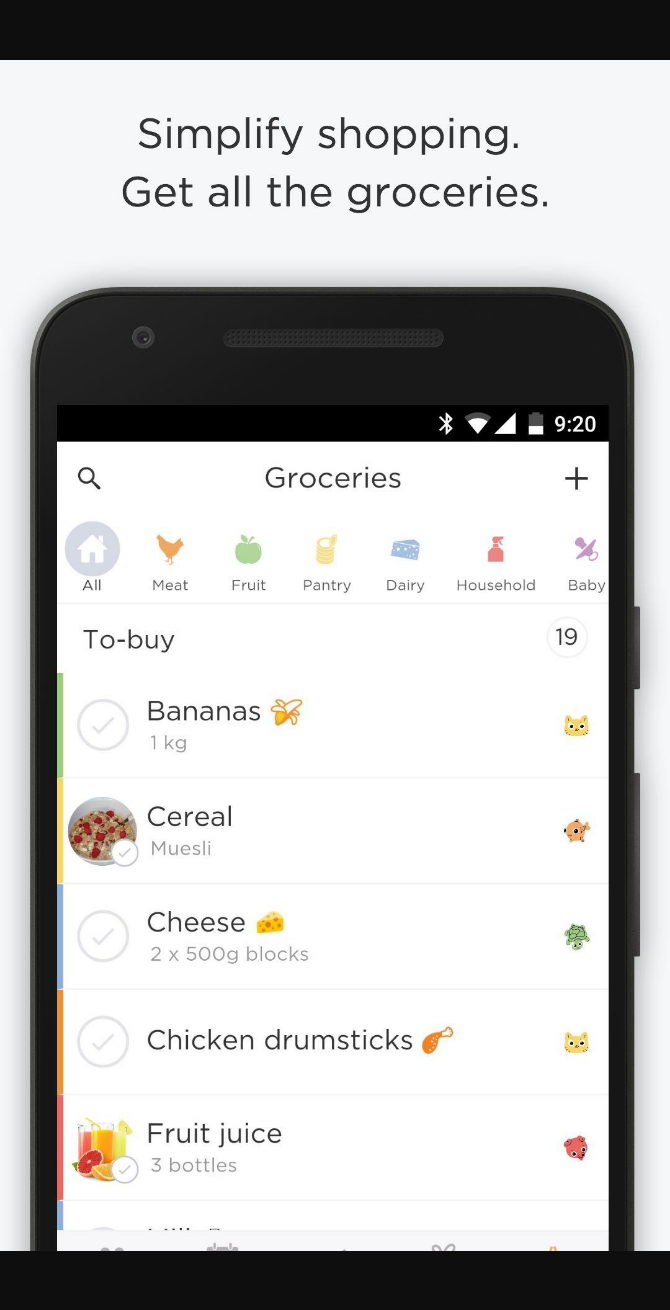 Simplify shopping.
Get all the groceries.
9:20
Groceries
All Meat Fruit Pantry Dairy Household Baby
To-buy 19
Bananas
1 kg
Cereal
Muesli
Cheese
2 x 500g blocks
Chicken drumsticks
Fruit juice
3 bottles